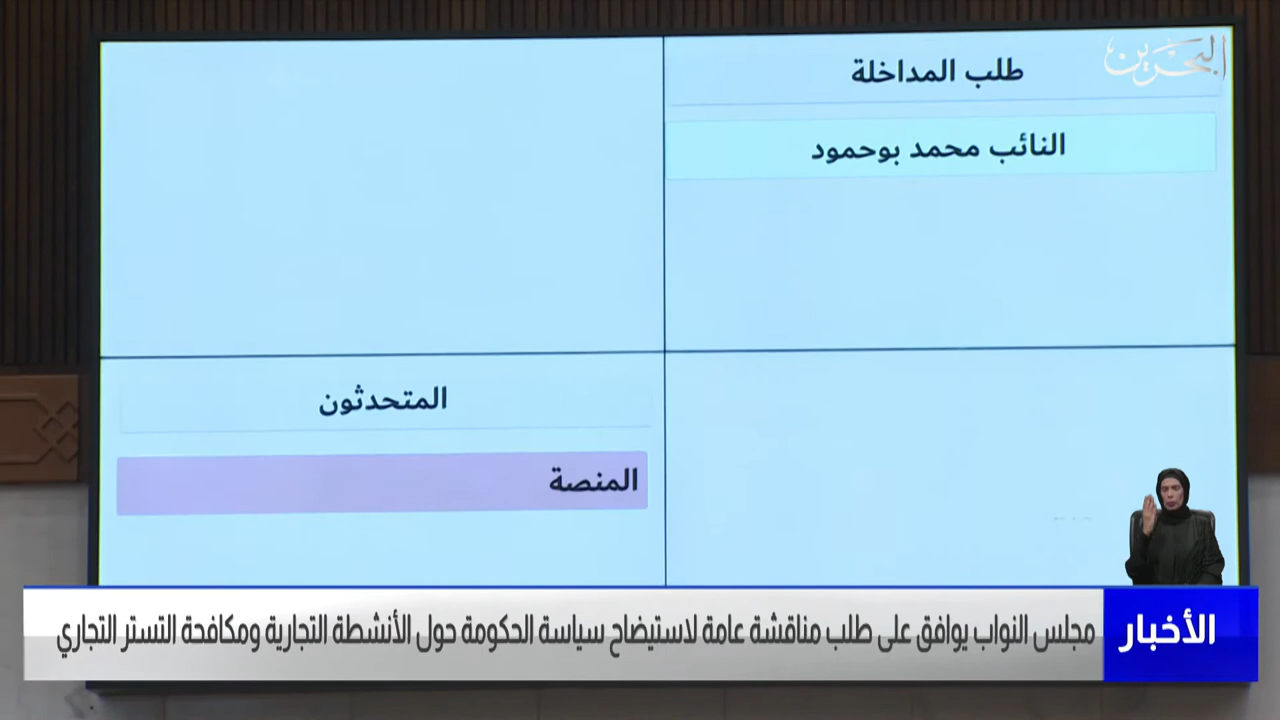 البحرين
طلب المداخلة
النائب محمد بوحمود
المتحدثون
المنصة
الأخبار
مجلس النواب يوافق على طلب مناقشة عامة لاستيضاح سياسة الحكومة حول الأنشطة التجارية ومكافحة التستر التجاري